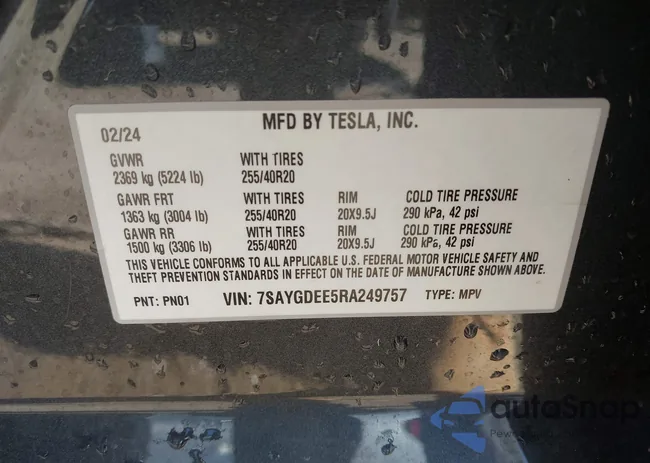 MFD BY TESLA, INC.
02/24
GVWR WITH TIRES
2369 kg (5224 lb) 255/40R20
GAWR FRT WITH TIRES RIM COLD TIRE PRESSURE
1363 kg (3004 lb) 255/40R20 20X9.5J 290 kPa, 42 psi
GAWR RR WITH TIRES RIM COLD TIRE PRESSURE
1500 kg (3306 lb) 255/40R20 20X9.5J 290 kPa, 42 psi
THIS VEHICLE CONFORMS TO ALL APPLICABLE U.S. FEDERAL MOTOR VEHICLE SAFETY AND
THEFT PREVENTION STANDARDS IN EFFECT ON THE DATE OF MANUFACTURE SHOWN ABOVE.
PNT: PN01 VIN: 7SAYGDEE5RA249757 TYPE: MPV
autoSnap